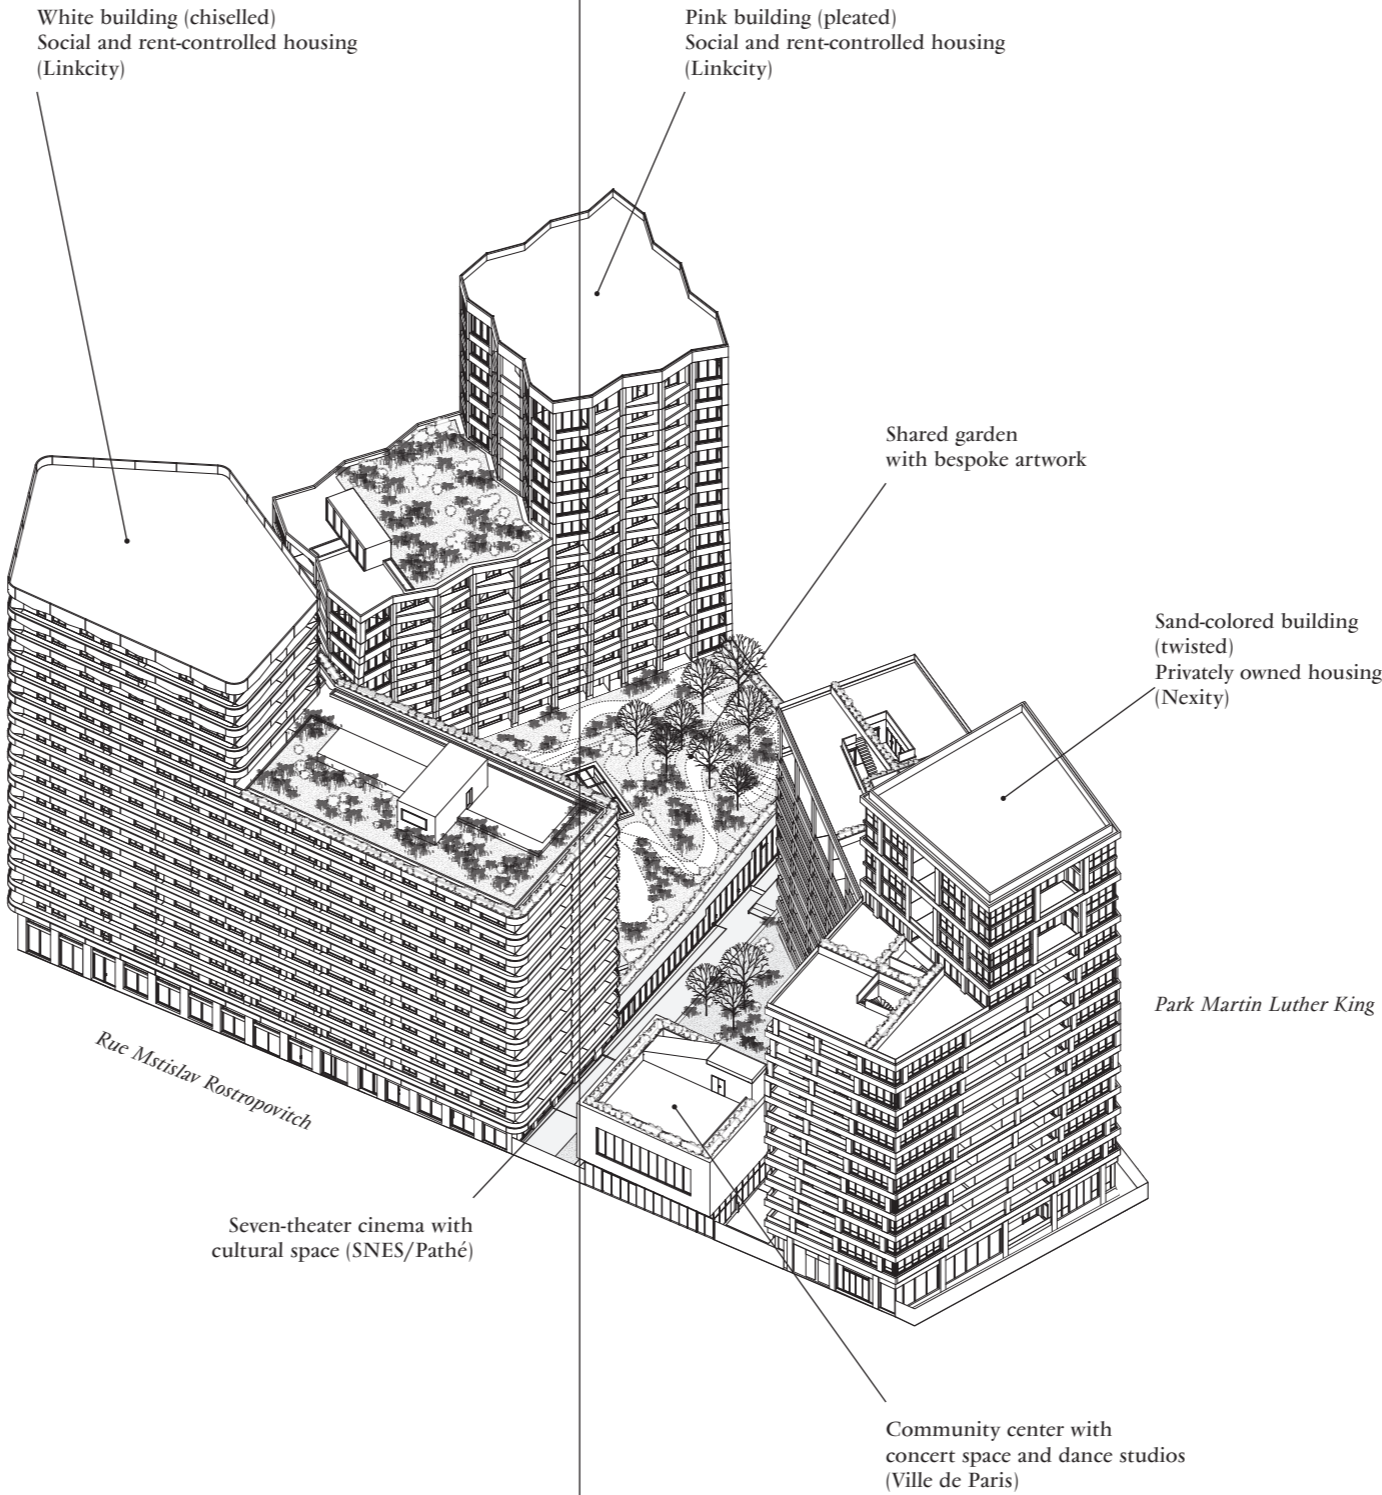 White building (chiselled)
Social and rent-controlled housing
(Linkcity)
Pink building (pleated)
Social and rent-controlled housing
(Linkcity)
Shared garden
with bespoke artwork
Sand-colored building
(twisted)
Privately owned housing
(Nexity)
Park Martin Luther King
Rue Mstislav Rostropovitch
Seven-theater cinema with
cultural space (SNES/Pathé)
Community center with
concert space and dance studios
(Ville de Paris)